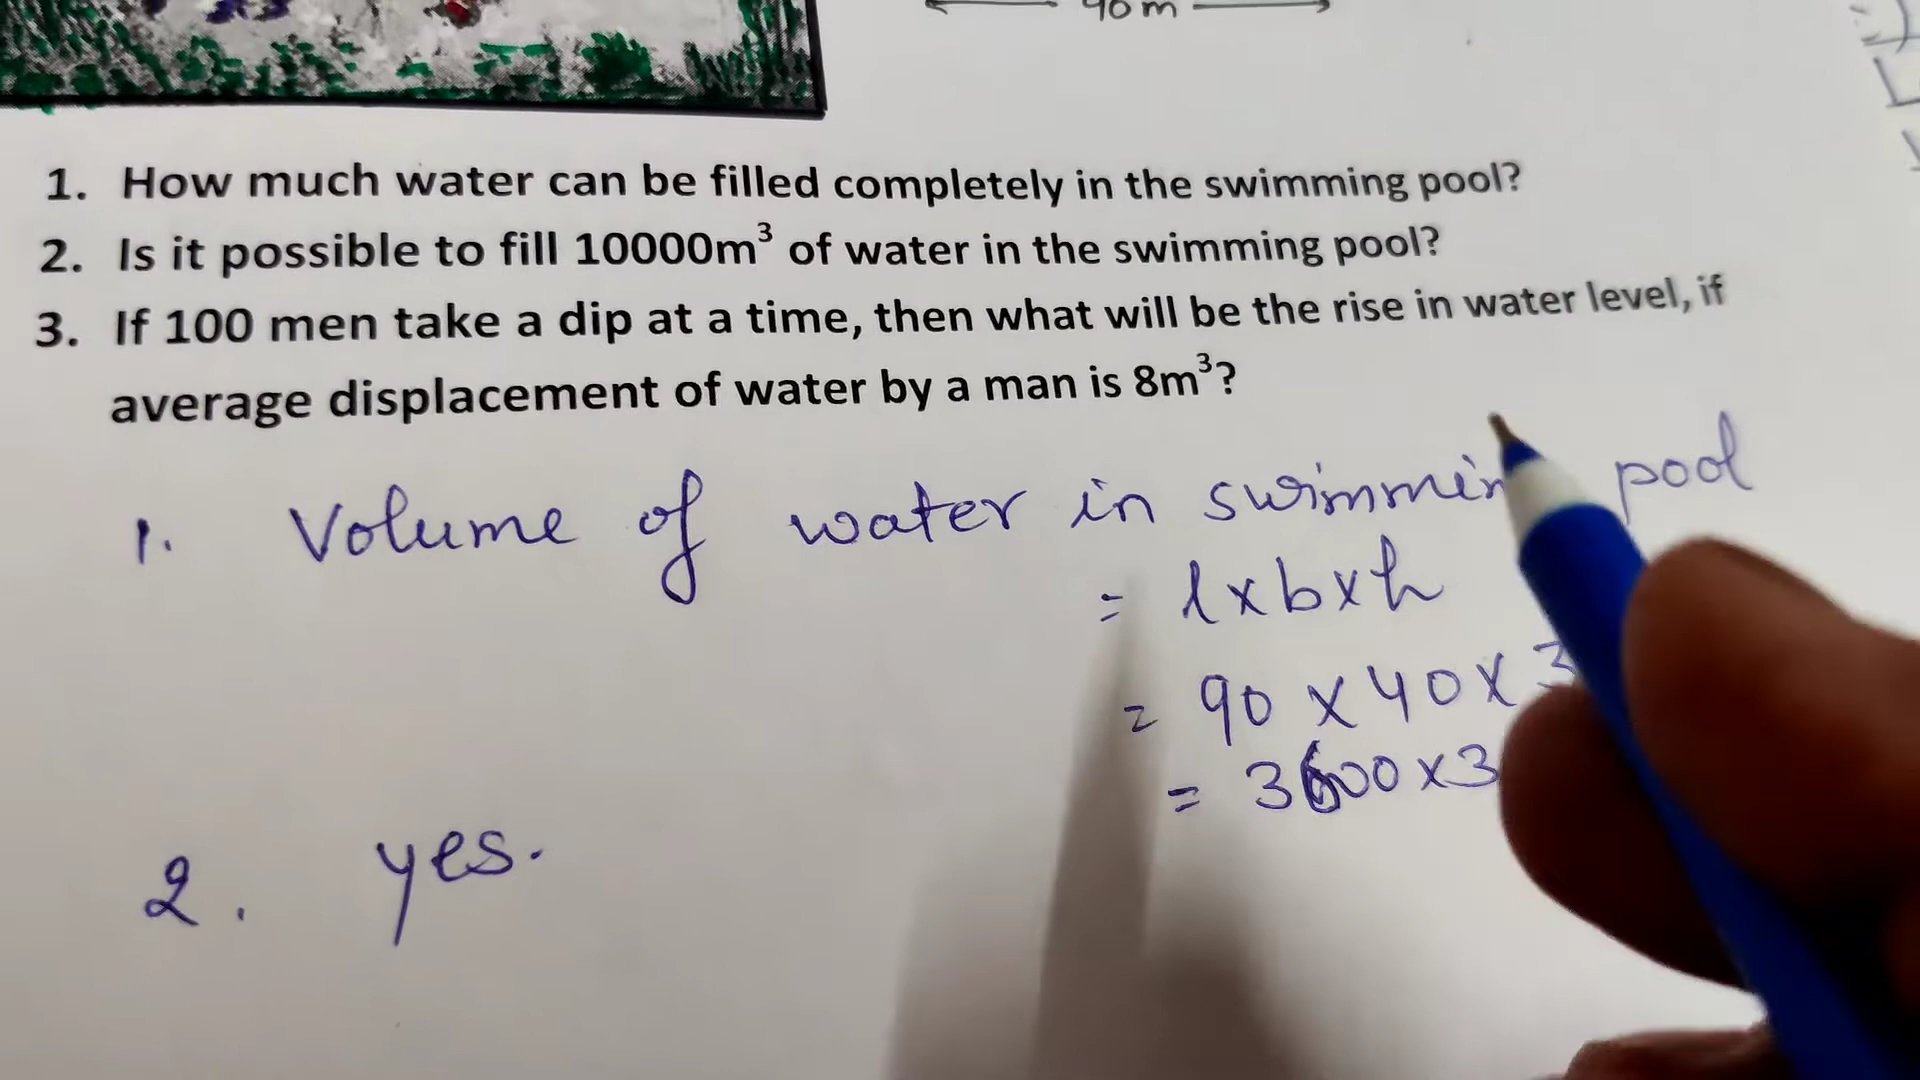 90m
1. How much water can be filled completely in the swimming pool?
2. Is it possible to fill 10000m³ of water in the swimming pool?
3. If 100 men take a dip at a time, then what will be the rise in water level, if
average displacement of water by a man is 8m³?
1. Volume of water in swimmin pool
= l×b×h
= 90 × 40 × 3
= 3600 × 3
2. yes.